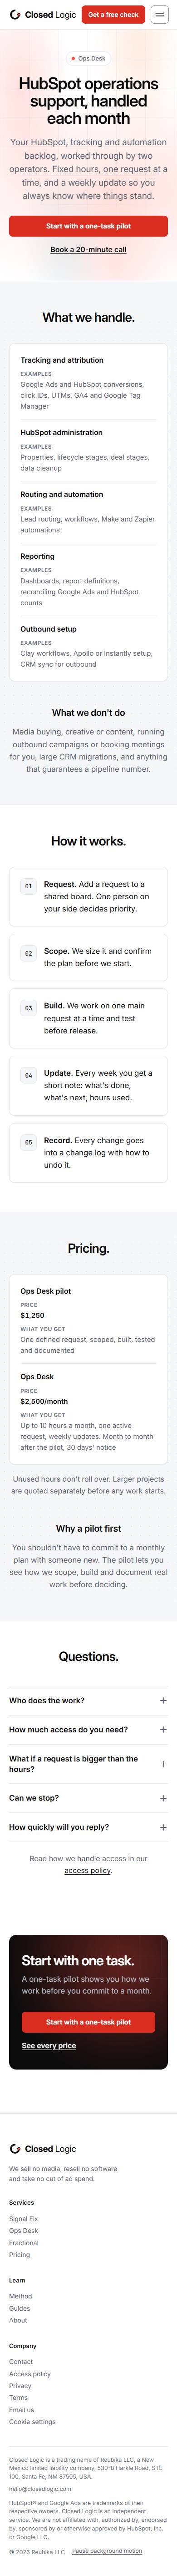 Closed Logic
Get a free check
Ops Desk
HubSpot operations
support, handled
each month
Your HubSpot, tracking and automation
backlog, worked through by two
operators. Fixed hours, one request at a
time, and a weekly update so you
always know where things stand.
Start with a one-task pilot
Book a 20-minute call
What we handle.
Tracking and attribution
EXAMPLES
Google Ads and HubSpot conversions,
click IDs, UTMs, GA4 and Google Tag
Manager
HubSpot administration
EXAMPLES
Properties, lifecycle stages, deal stages,
data cleanup
Routing and automation
EXAMPLES
Lead routing, workflows, Make and Zapier
automations
Reporting
EXAMPLES
Dashboards, report definitions,
reconciling Google Ads and HubSpot
counts
Outbound setup
EXAMPLES
Clay workflows, Apollo or Instantly setup,
CRM sync for outbound
What we don't do
Media buying, creative or content, running
outbound campaigns or booking meetings
for you, large CRM migrations, and anything
that guarantees a pipeline number.
How it works.
01
Request. Add a request to a
shared board. One person on
your side decides priority.
02
Scope. We size it and confirm
the plan before we start.
03
Build. We work on one main
request at a time and test
before release.
04
Update. Every week you get a
short note: what's done,
what's next, hours used.
05
Record. Every change goes
into a change log with how to
undo it.
Pricing.
Ops Desk pilot
PRICE
$1,250
WHAT YOU GET
One defined request, scoped, built, tested
and documented
Ops Desk
PRICE
$2,500/month
WHAT YOU GET
Up to 10 hours a month, one active
request, weekly updates. Month to month
after the pilot, 30 days' notice
Unused hours don't roll over. Larger projects
are quoted separately before any work starts.
Why a pilot first
You shouldn't have to commit to a monthly
plan with someone new. The pilot lets you
see how we scope, build and document real
work before deciding.
Questions.
Who does the work?
How much access do you need?
What if a request is bigger than the
hours?
Can we stop?
How quickly will you reply?
Read how we handle access in our
access policy.
Start with one task.
A one-task pilot shows you how we
work before you commit to a month.
Start with a one-task pilot
See every price
Closed Logic
We sell no media, resell no software
and take no cut of ad spend.
Services
Signal Fix
Ops Desk
Fractional
Pricing
Learn
Method
Guides
About
Company
Contact
Access policy
Privacy
Terms
Email us
Cookie settings
Closed Logic is a trading name of Reubika LLC, a New
Mexico limited liability company, 530-B Harkle Road, STE
100, Santa Fe, NM 87505, USA.
hello@closedlogic.com
HubSpot® and Google Ads are trademarks of their
respective owners. Closed Logic is an independent
service. We are not affiliated with, authorized by, endorsed
by, sponsored by or otherwise approved by HubSpot, Inc.
or Google LLC.
© 2026 Reubika LLC
Pause background motion